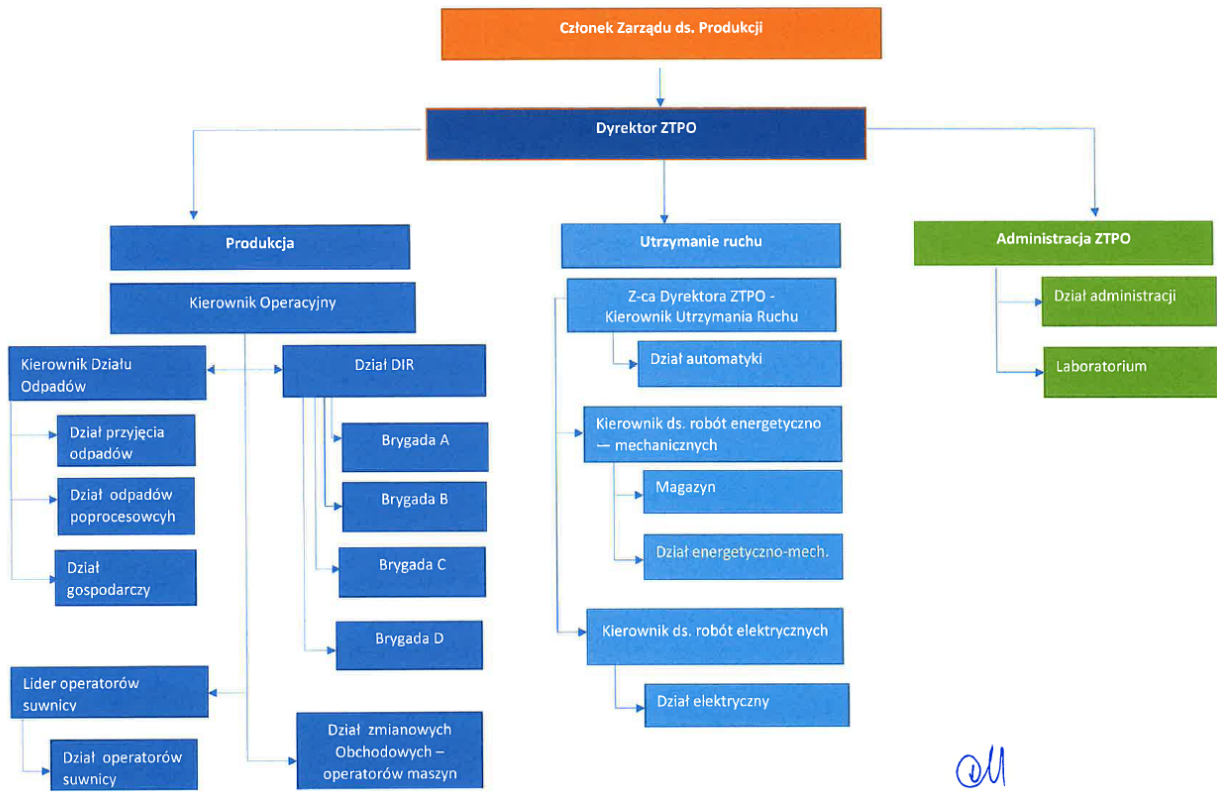 Członek Zarządu ds. Produkcji
Dyrektor ZTPO
Produkcja
Kierownik Operacyjny
Kierownik Działu
Odpadów
Dział przyjęcia
odpadów
Dział odpadów
poprocesowcyh
Dział
gospodarczy
Dział DIR
Brygada A
Brygada B
Brygada C
Brygada D
Lider operatorów
suwnicy
Dział operatorów
suwnicy
Dział zmianowych
Obchodowych –
operatorów maszyn
Utrzymanie ruchu
Z-ca Dyrektora ZTPO -
Kierownik Utrzymania Ruchu
Dział automatyki
Kierownik ds. robót energetyczno
— mechanicznych
Magazyn
Dział energetyczno-mech.
Kierownik ds. robót elektrycznych
Dział elektryczny
Administracja ZTPO
Dział administracji
Laboratorium